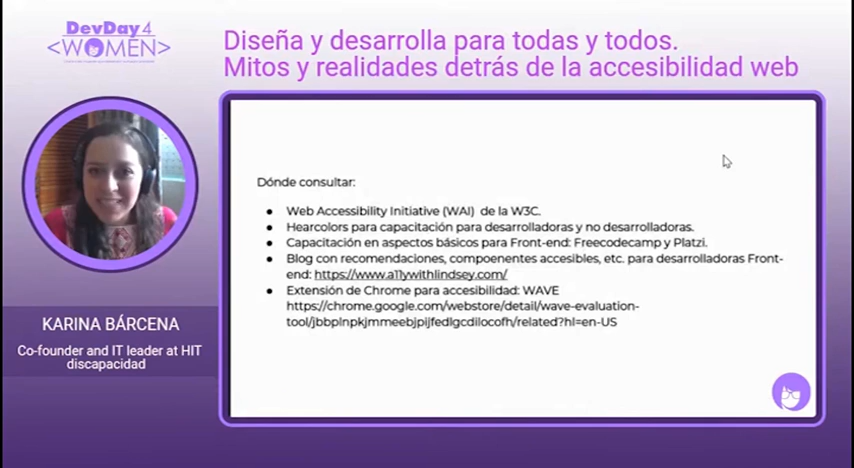 DevDay4
<WOMEN>
Diseña y desarrolla para todas y todos.
Mitos y realidades detrás de la accesibilidad web
Dónde consultar:
● Web Accessibility Initiative (WAI) de la W3C.
● Hearcolors para capacitación para desarrolladoras y no desarrolladoras.
● Capacitación en aspectos básicos para Front-end: Freecodecamp y Platzi.
● Blog con recomendaciones, compoenentes accesibles, etc. para desarrolladoras Front-
end: https://www.a11ywithlindsey.com/
● Extensión de Chrome para accesibilidad: WAVE
https://chrome.google.com/webstore/detail/wave-evaluation-
tool/jbbplnpkjmmeebjpijfedlgcdilocofh/related?hl=en-US
KARINA BÁRCENA
Co-founder and IT leader at HIT
discapacidad